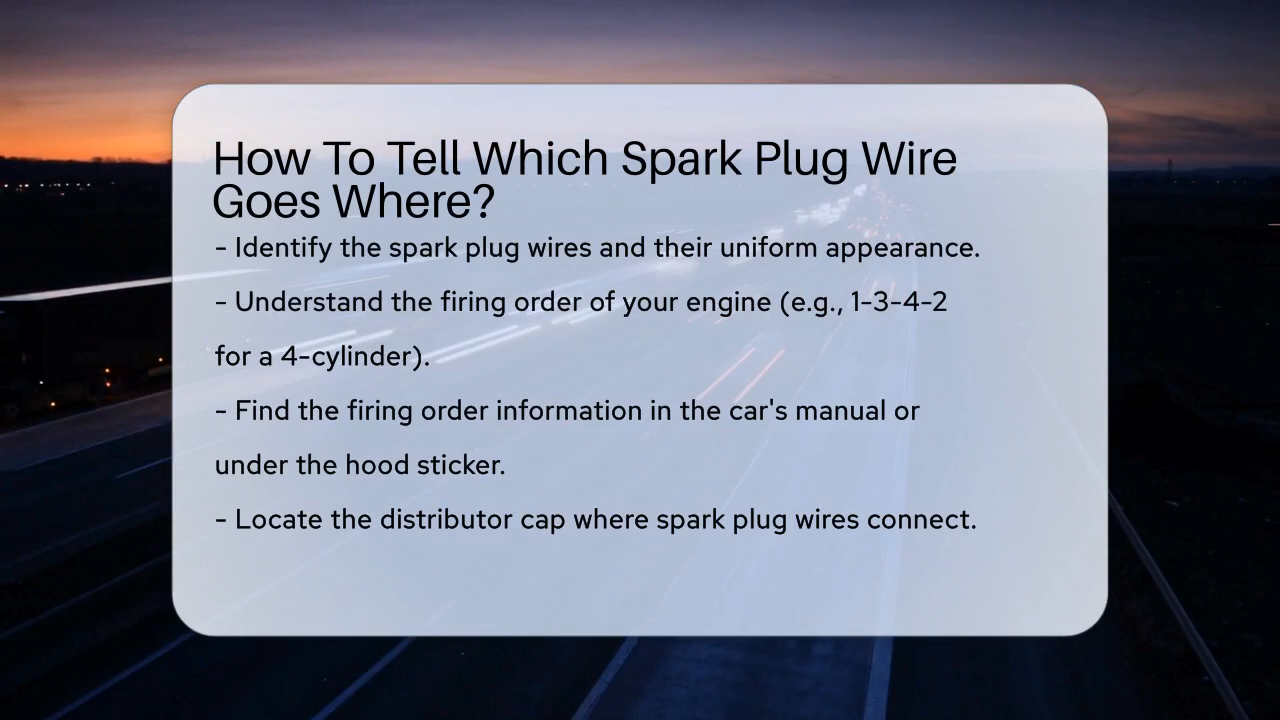 How To Tell Which Spark Plug Wire
Goes Where?
- Identify the spark plug wires and their uniform appearance.
- Understand the firing order of your engine (e.g., 1-3-4-2
for a 4-cylinder).
- Find the firing order information in the car's manual or
under the hood sticker.
- Locate the distributor cap where spark plug wires connect.